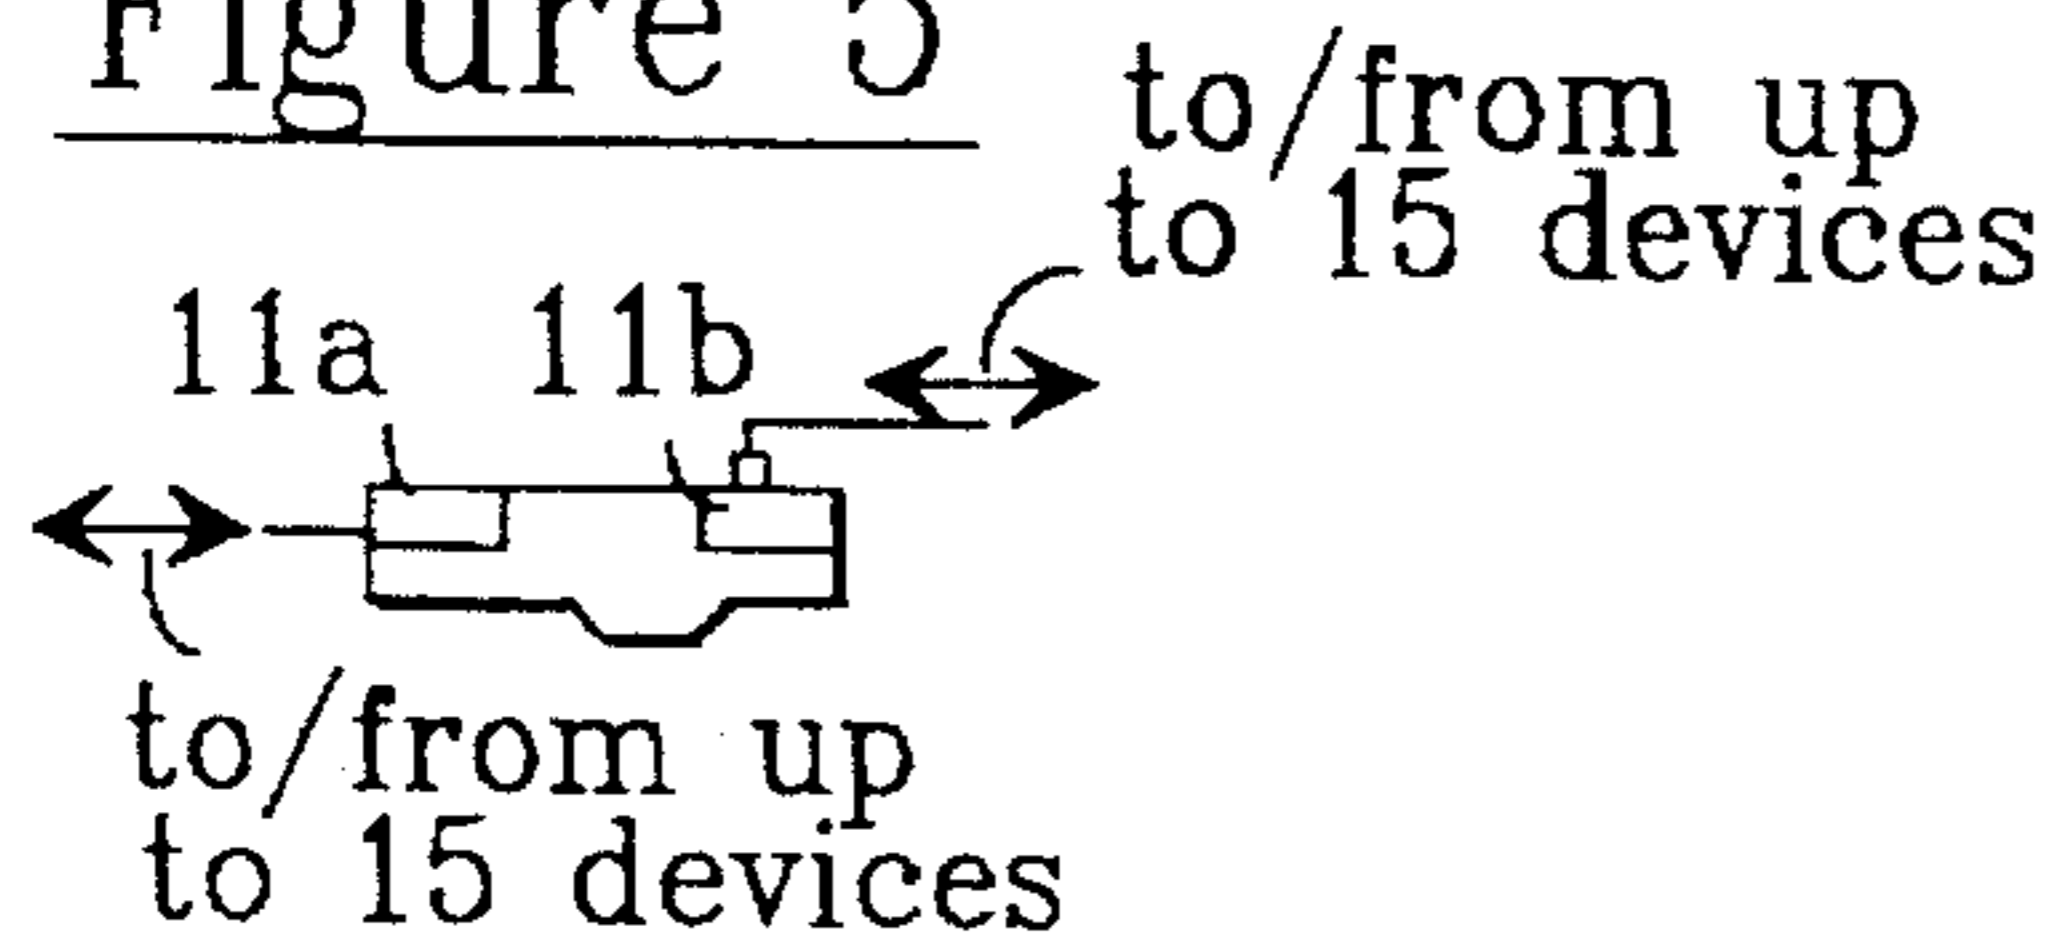 Figure 5
to/from up
to 15 devices
11a 11b
to/from up
to 15 devices